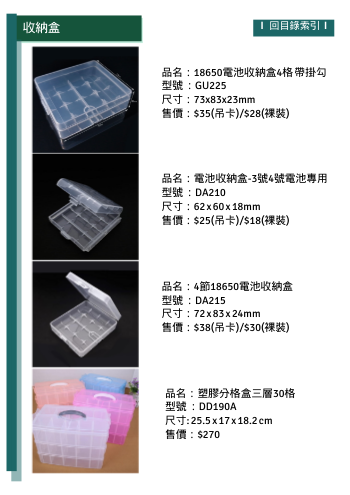 收納盒
回目錄索引
品名：18650電池收納盒4格帶掛勾
型號：GU225
尺寸：73x83x23mm
售價：$35(吊卡)/$28(裸裝)
品名：電池收納盒-3號4號電池專用
型號：DA210
尺寸：62x60x18mm
售價：$25(吊卡)/$18(裸裝)
品名：4節18650電池收納盒
型號：DA215
尺寸：72x83x24mm
售價：$38(吊卡)/$30(裸裝)
品名：塑膠分格盒三層30格
型號：DD190A
尺寸:25.5x17x18.2cm
售價：$270